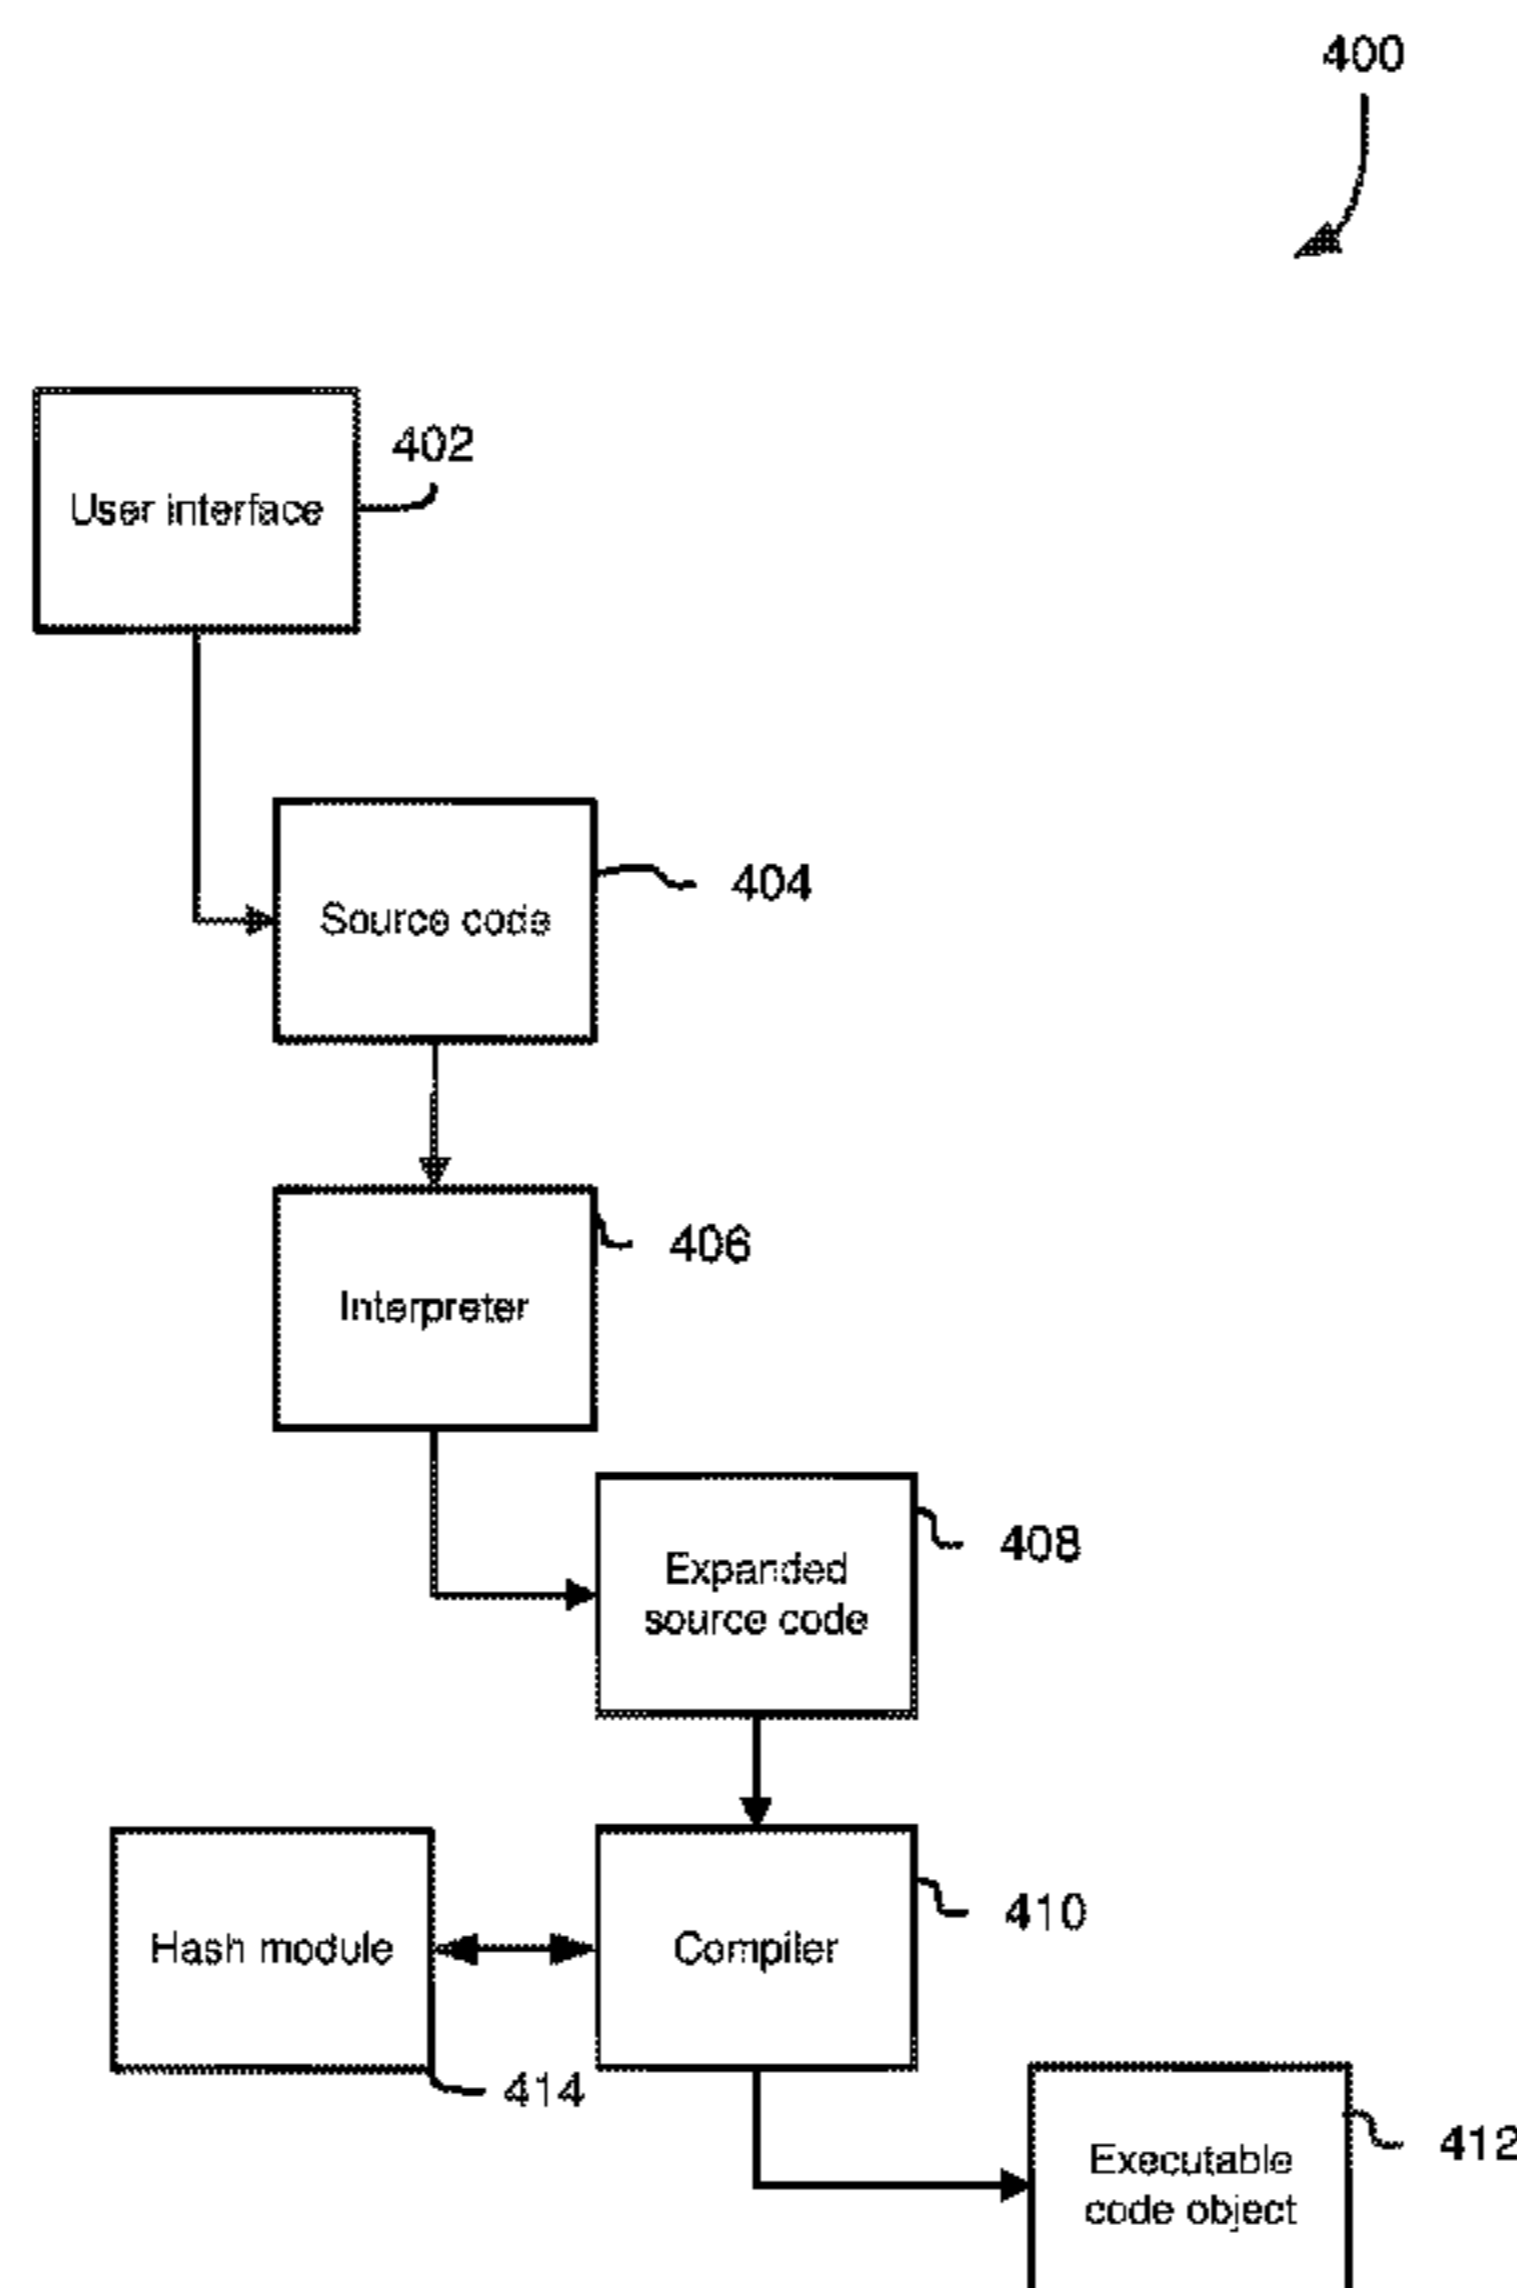 400
402
User interface
404
Source code
406
Interpreter
408
Expanded
source code
410
Hash module
Compiler
414
412
Executable
code object